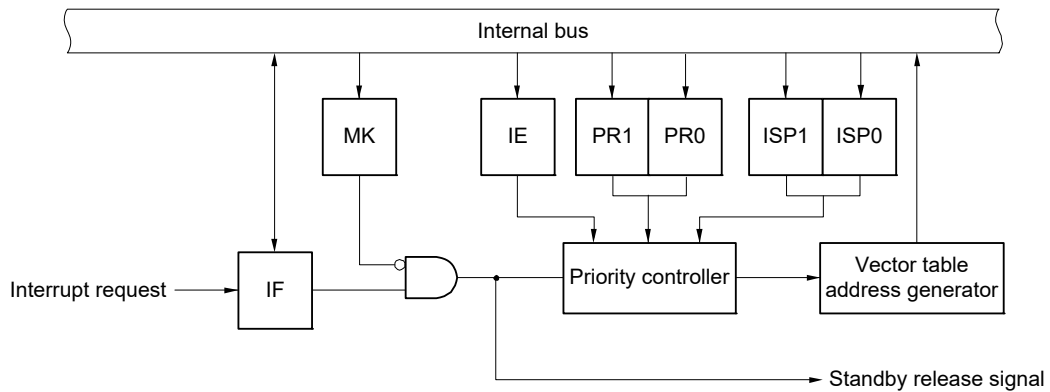 Internal bus
MK
IE
PR1
PR0
ISP1
ISP0
Interrupt request
IF
Priority controller
Vector table
address generator
Standby release signal